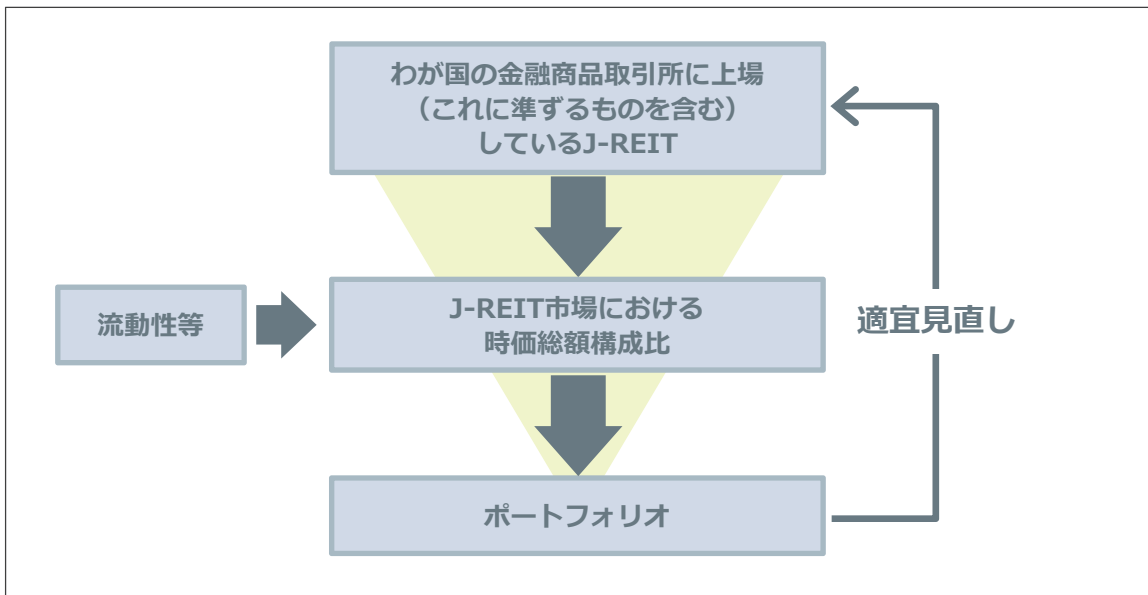 わが国の金融商品取引所に上場
（これに準ずるものを含む）
しているJ-REIT
流動性等
J-REIT市場における
時価総額構成比
適宜見直し
ポートフォリオ